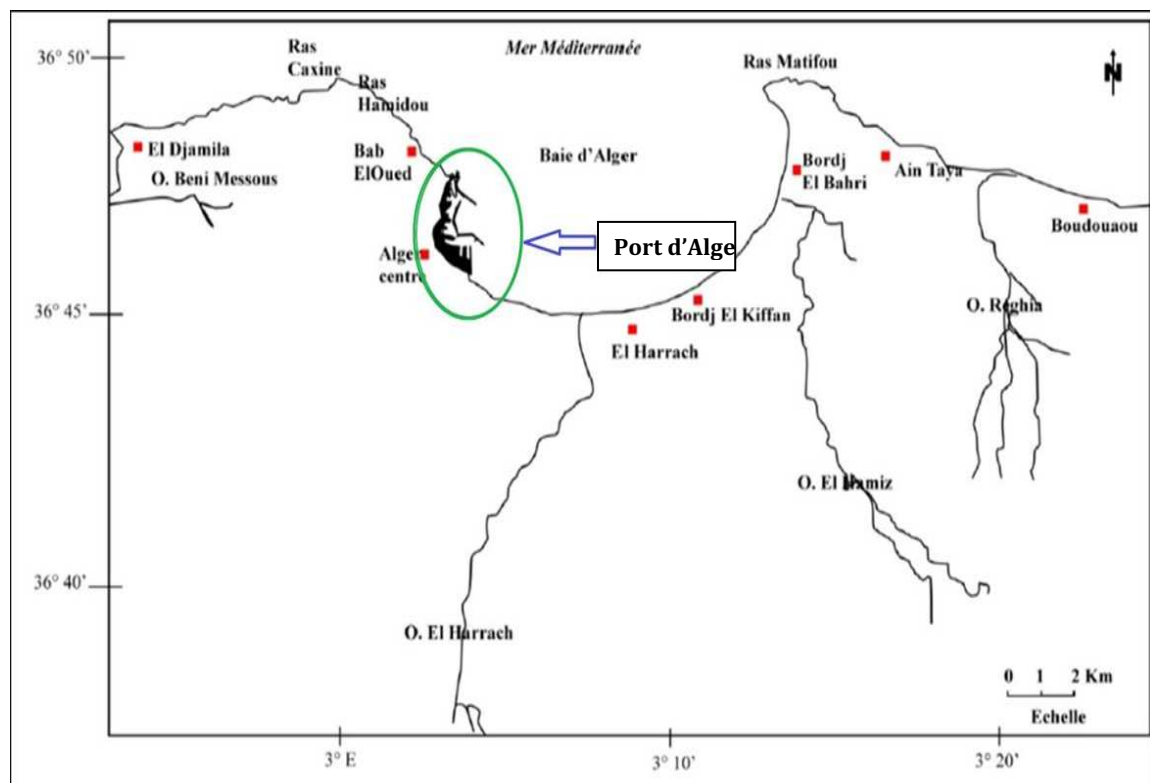 Mer Méditerranée
Ras
Caxine
Ras
Hamidou
Ras Matifou
N
36° 50'
El Djamila
O. Beni Messous
Bab
ElOued
Baie d'Alger
Bordj
El Bahri
Ain Taya
Boudouaou
Port d'Alge
Alger
centre
36° 45'
Bordj El Kiffan
El Harrach
O. Réghia
O. El Hamiz
36° 40'
O. El Harrach
0 1 2 Km
Echelle
3° E
3° 10'
3° 20'